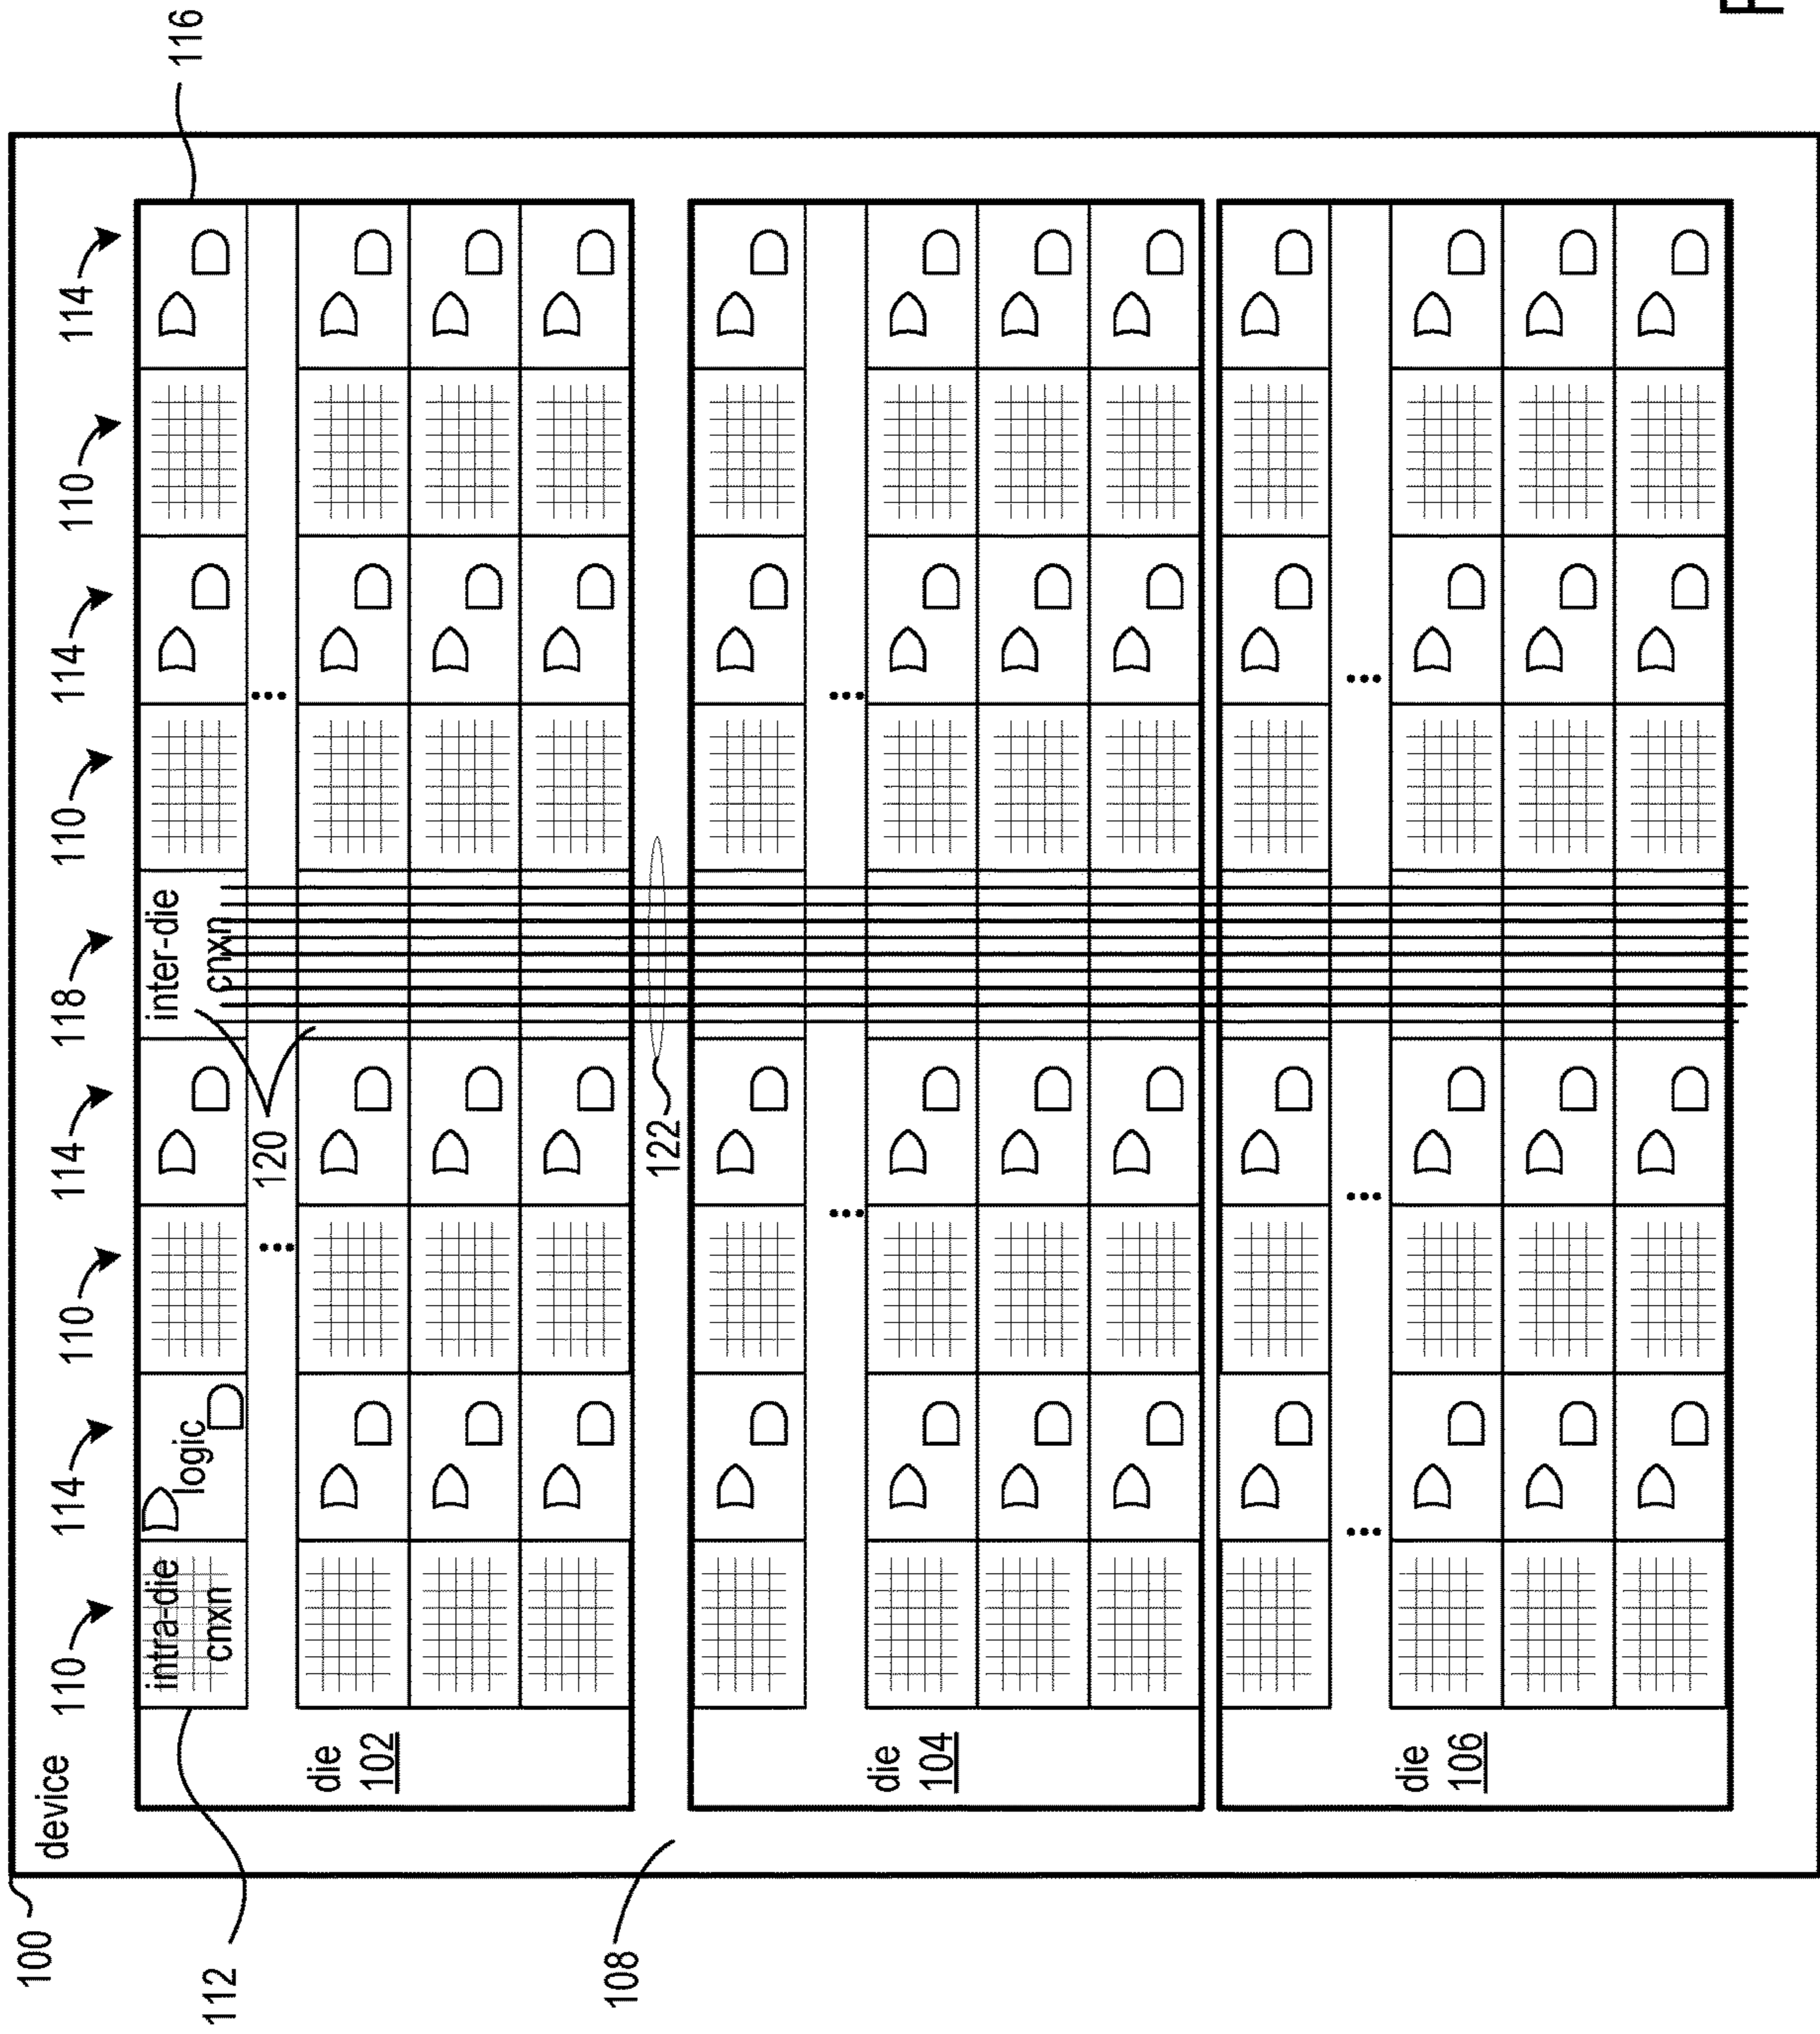 100
device
110 114 110 114 118 110 114 110 114
116
112
intra-die
cnxn
logic
inter-die
cnxn
120
die
102
108
122
die
104
die
106